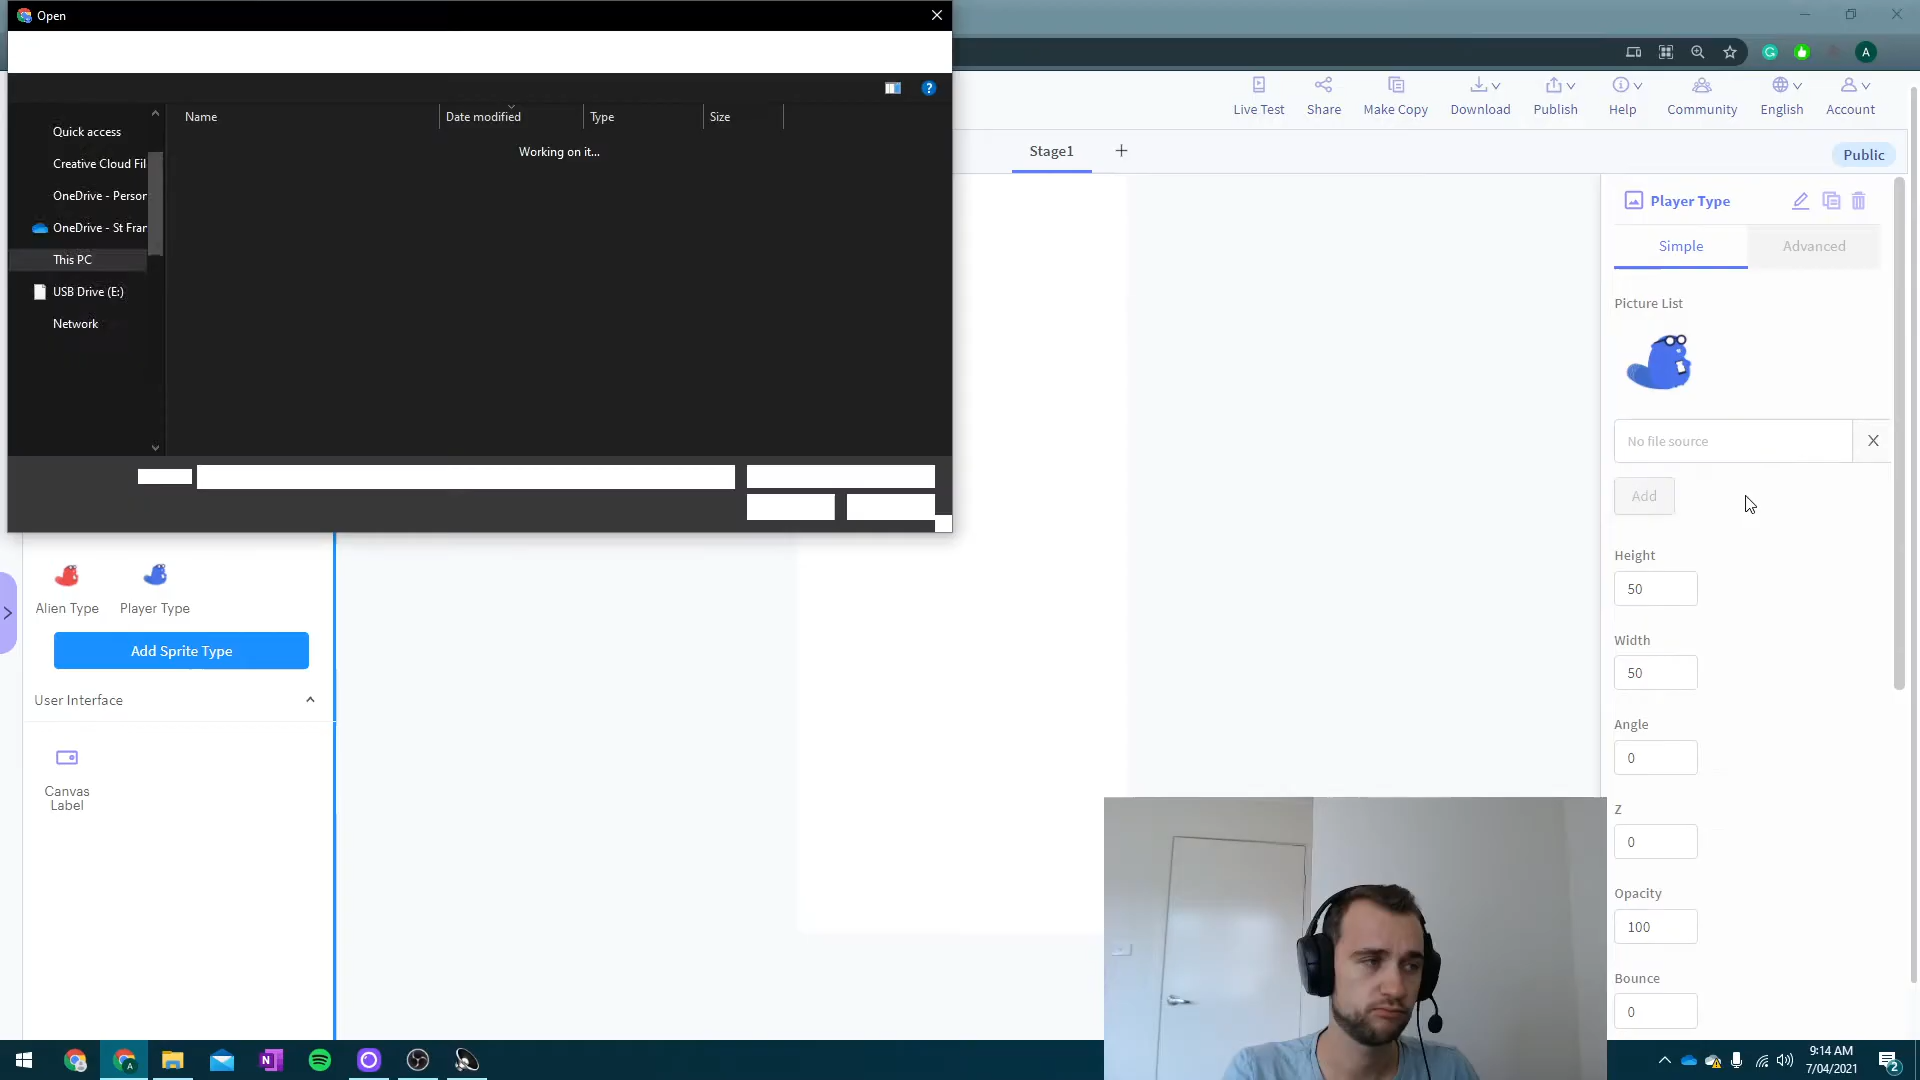 Open
Name
Date modified
Type
Size
Working on it...
Quick access
Creative Cloud Fil
OneDrive - Person
OneDrive - St Fran
This PC
USB Drive (E:)
Network
A
Live Test
Share
Make Copy
Download
Publish
Help
Community
English
Account
Stage1
Public
Player Type
Simple
Advanced
Picture List
No file source
Add
Height
50
Width
50
Angle
0
Z
0
Opacity
100
Bounce
0
Alien Type
Player Type
Add Sprite Type
User Interface
Canvas
Label
9:14 AM
7/04/2021
2